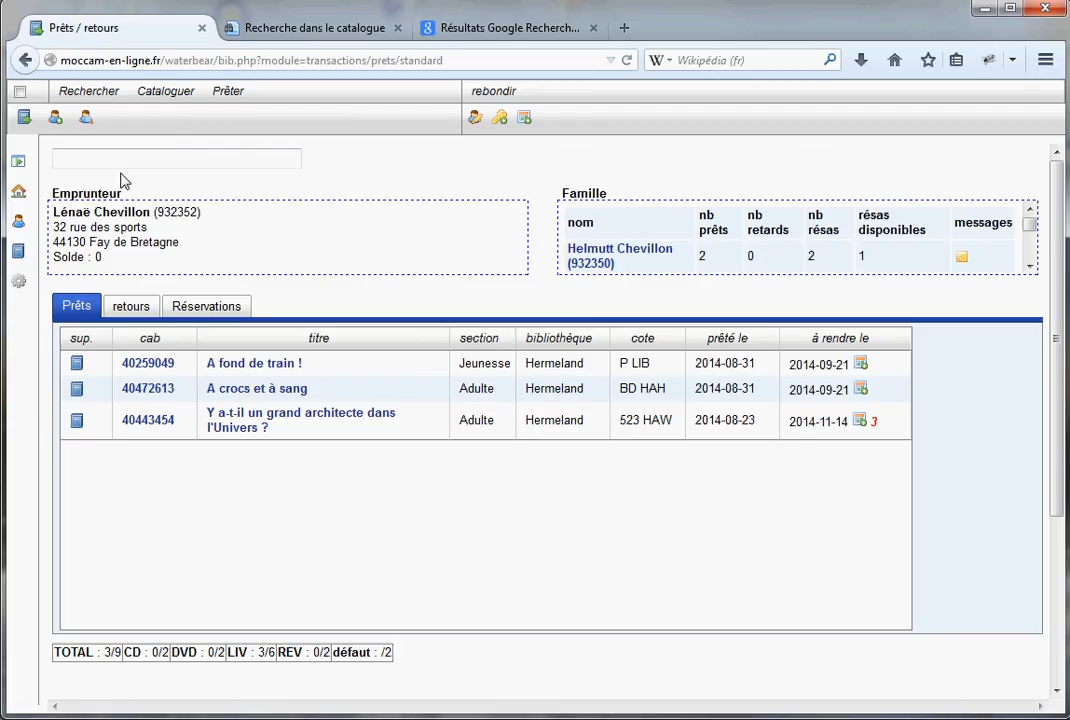 Prêts / retours
Recherche dans le catalogue
Résultats Google Recherch...
moccam-en-ligne.fr/waterbear/bib.php?module=transactions/prets/standard
W
Wikipédia (fr)
Rechercher Cataloguer Prêter
rebondir
Emprunteur
Lénaë Chevillon (932352)
32 rue des sports
44130 Fay de Bretagne
Solde : 0
Famille
nom nb prêts nb retards nb résas résas disponibles messages
Helmutt Chevillon (932350) 2 0 2 1
Prêts retours Réservations
sup. cab titre section bibliothèque cote prêté le à rendre le
40259049 A fond de train ! Jeunesse Hermeland P LIB 2014-08-31 2014-09-21
40472613 A crocs et à sang Adulte Hermeland BD HAH 2014-08-31 2014-09-21
40443454 Y a-t-il un grand architecte dans l'Univers ? Adulte Hermeland 523 HAW 2014-08-23 2014-11-14 3
TOTAL : 3/9 CD : 0/2 DVD : 0/2 LIV : 3/6 REV : 0/2 défaut : /2